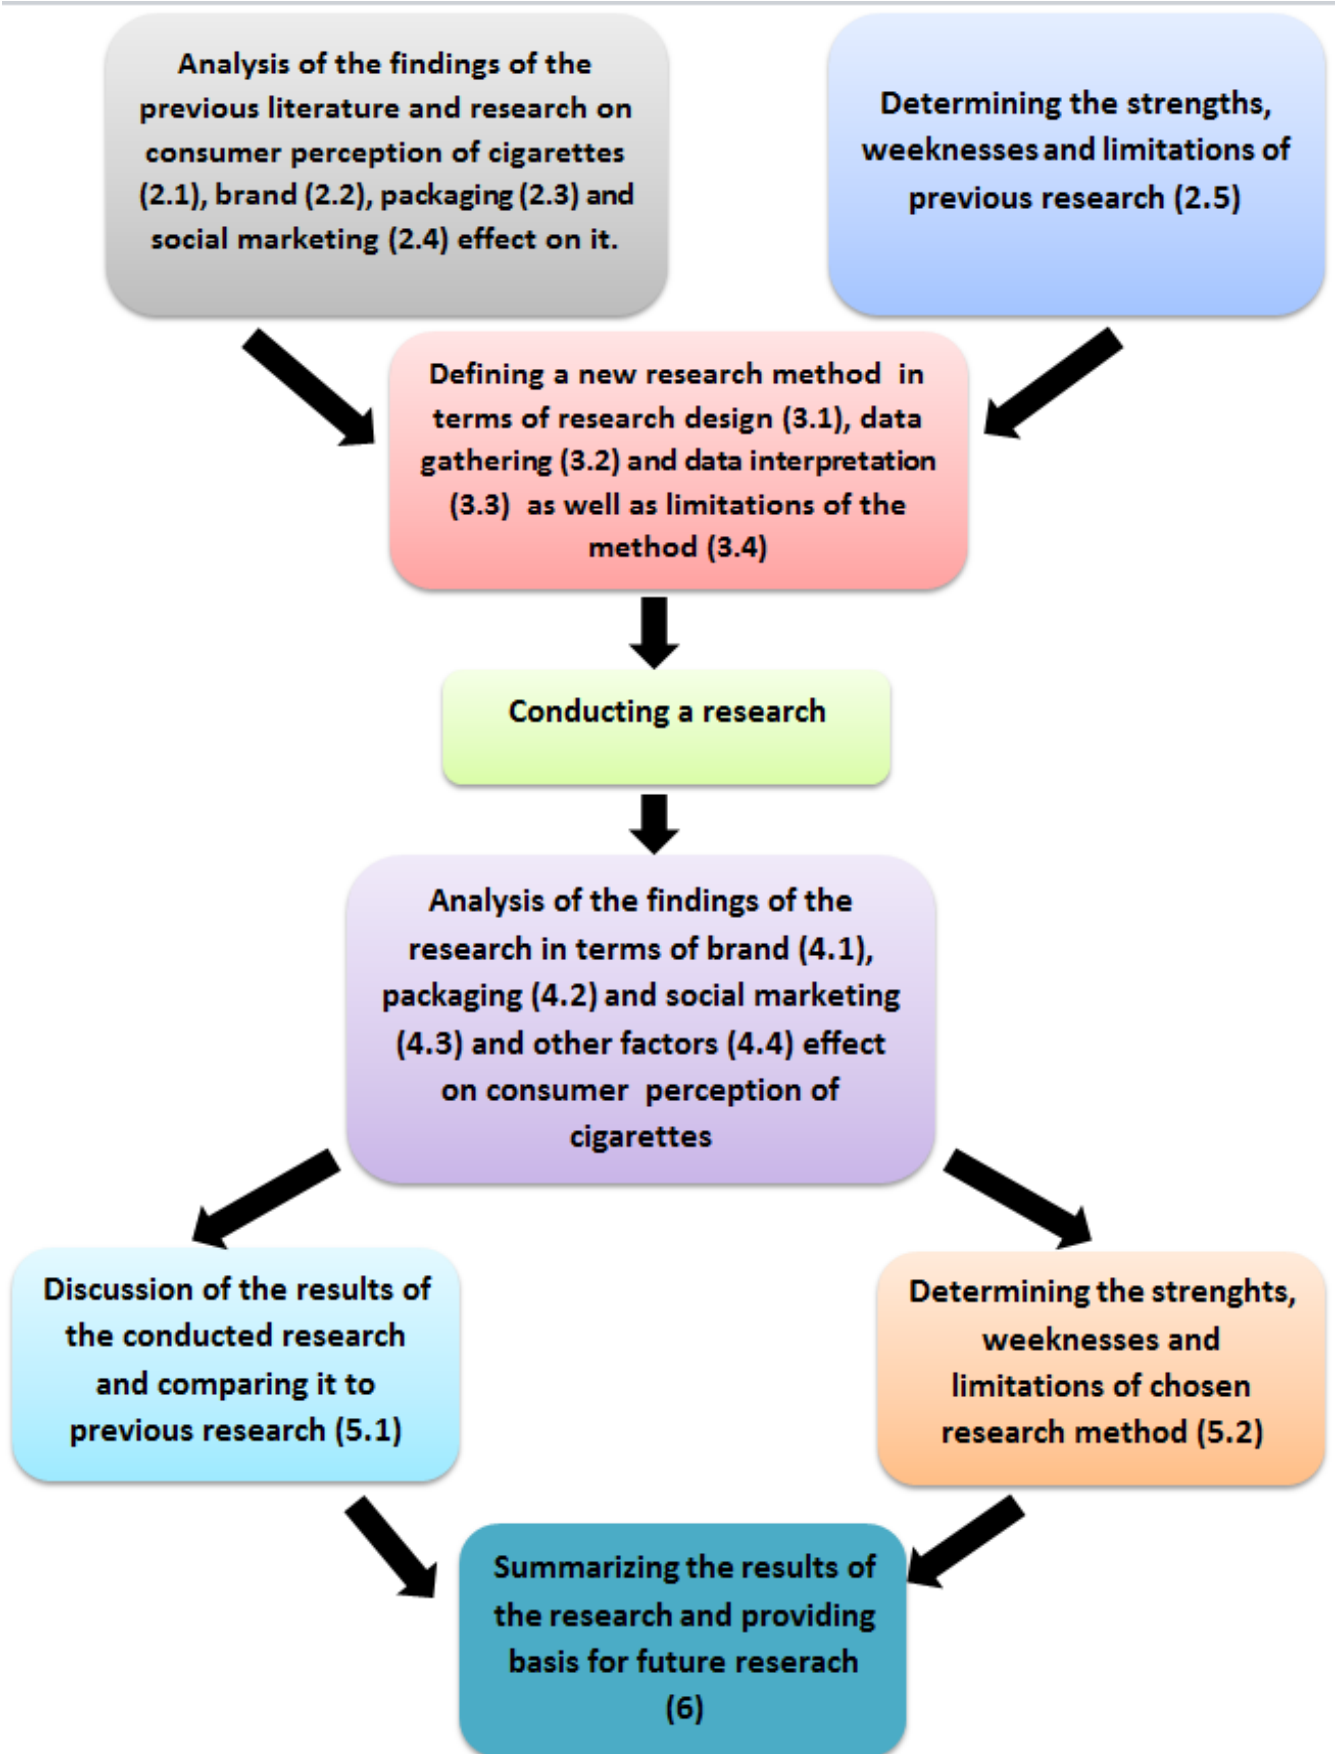 Analysis of the findings of the
previous literature and research on
consumer perception of cigarettes
(2.1), brand (2.2), packaging (2.3) and
social marketing (2.4) effect on it.
Determining the strengths,
weeknesses and limitations of
previous research (2.5)
Defining a new research method in
terms of research design (3.1), data
gathering (3.2) and data interpretation
(3.3) as well as limitations of the
method (3.4)
Conducting a research
Analysis of the findings of the
research in terms of brand (4.1),
packaging (4.2) and social marketing
(4.3) and other factors (4.4) effect
on consumer perception of
cigarettes
Discussion of the results of
the conducted research
and comparing it to
previous research (5.1)
Determining the strenghts,
weeknesses and
limitations of chosen
research method (5.2)
Summarizing the results of
the research and providing
basis for future reserach
(6)